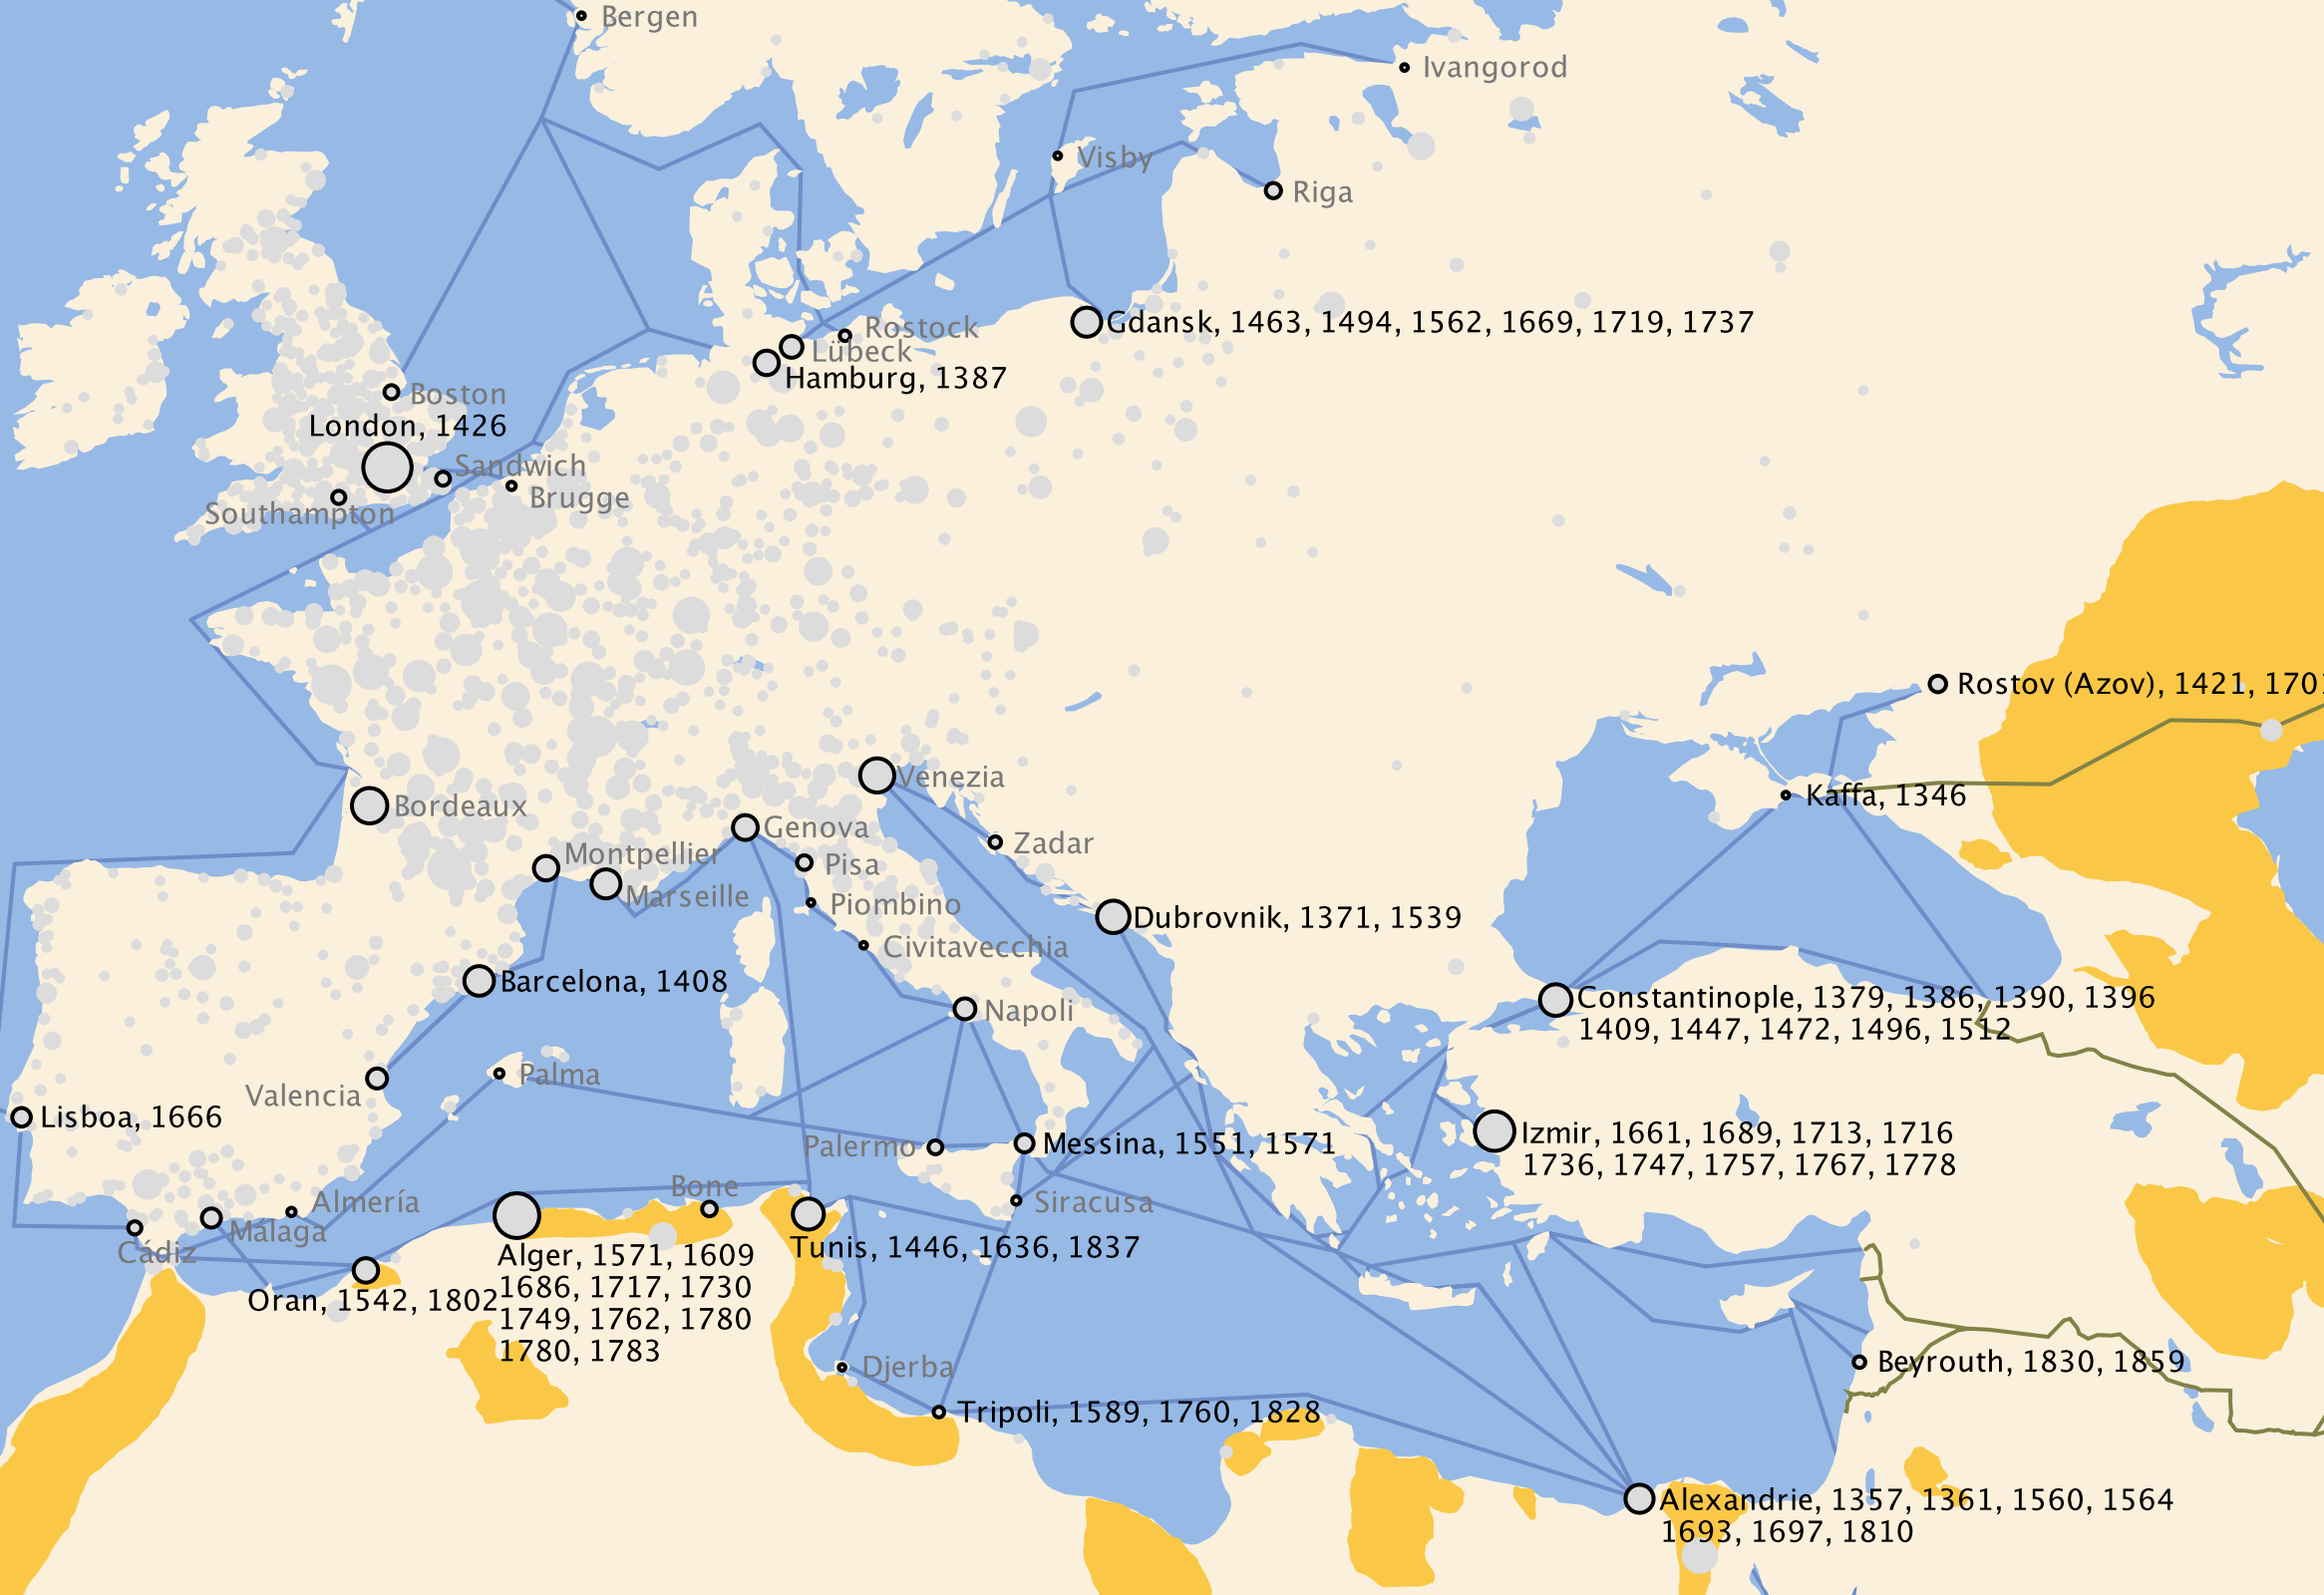 Bergen
Ivangorod
Visby
Riga
Gdansk, 1463, 1494, 1562, 1669, 1719, 1737
Rostock
Lübeck
Hamburg, 1387
Boston
London, 1426
Sandwich
Brugge
Southampton
Rostov (Azov), 1421, 1701
Venezia
Kaffa, 1346
Bordeaux
Genova
Zadar
Montpellier
Pisa
Marseille
Piombino
Dubrovnik, 1371, 1539
Civitavecchia
Barcelona, 1408
Napoli
Constantinople, 1379, 1386, 1390, 1396
1409, 1447, 1472, 1496, 1512
Palma
Valencia
Lisboa, 1666
Palermo
Messina, 1551, 1571
Izmir, 1661, 1689, 1713, 1716
1736, 1747, 1757, 1767, 1778
Bone
Almería
Siracusa
Málaga
Cádiz
Tunis, 1446, 1636, 1837
Alger, 1571, 1609
1686, 1717, 1730
1749, 1762, 1780
1780, 1783
Oran, 1542, 1802
Djerba
Beyrouth, 1830, 1859
Tripoli, 1589, 1760, 1828
Alexandrie, 1357, 1361, 1560, 1564
1693, 1697, 1810